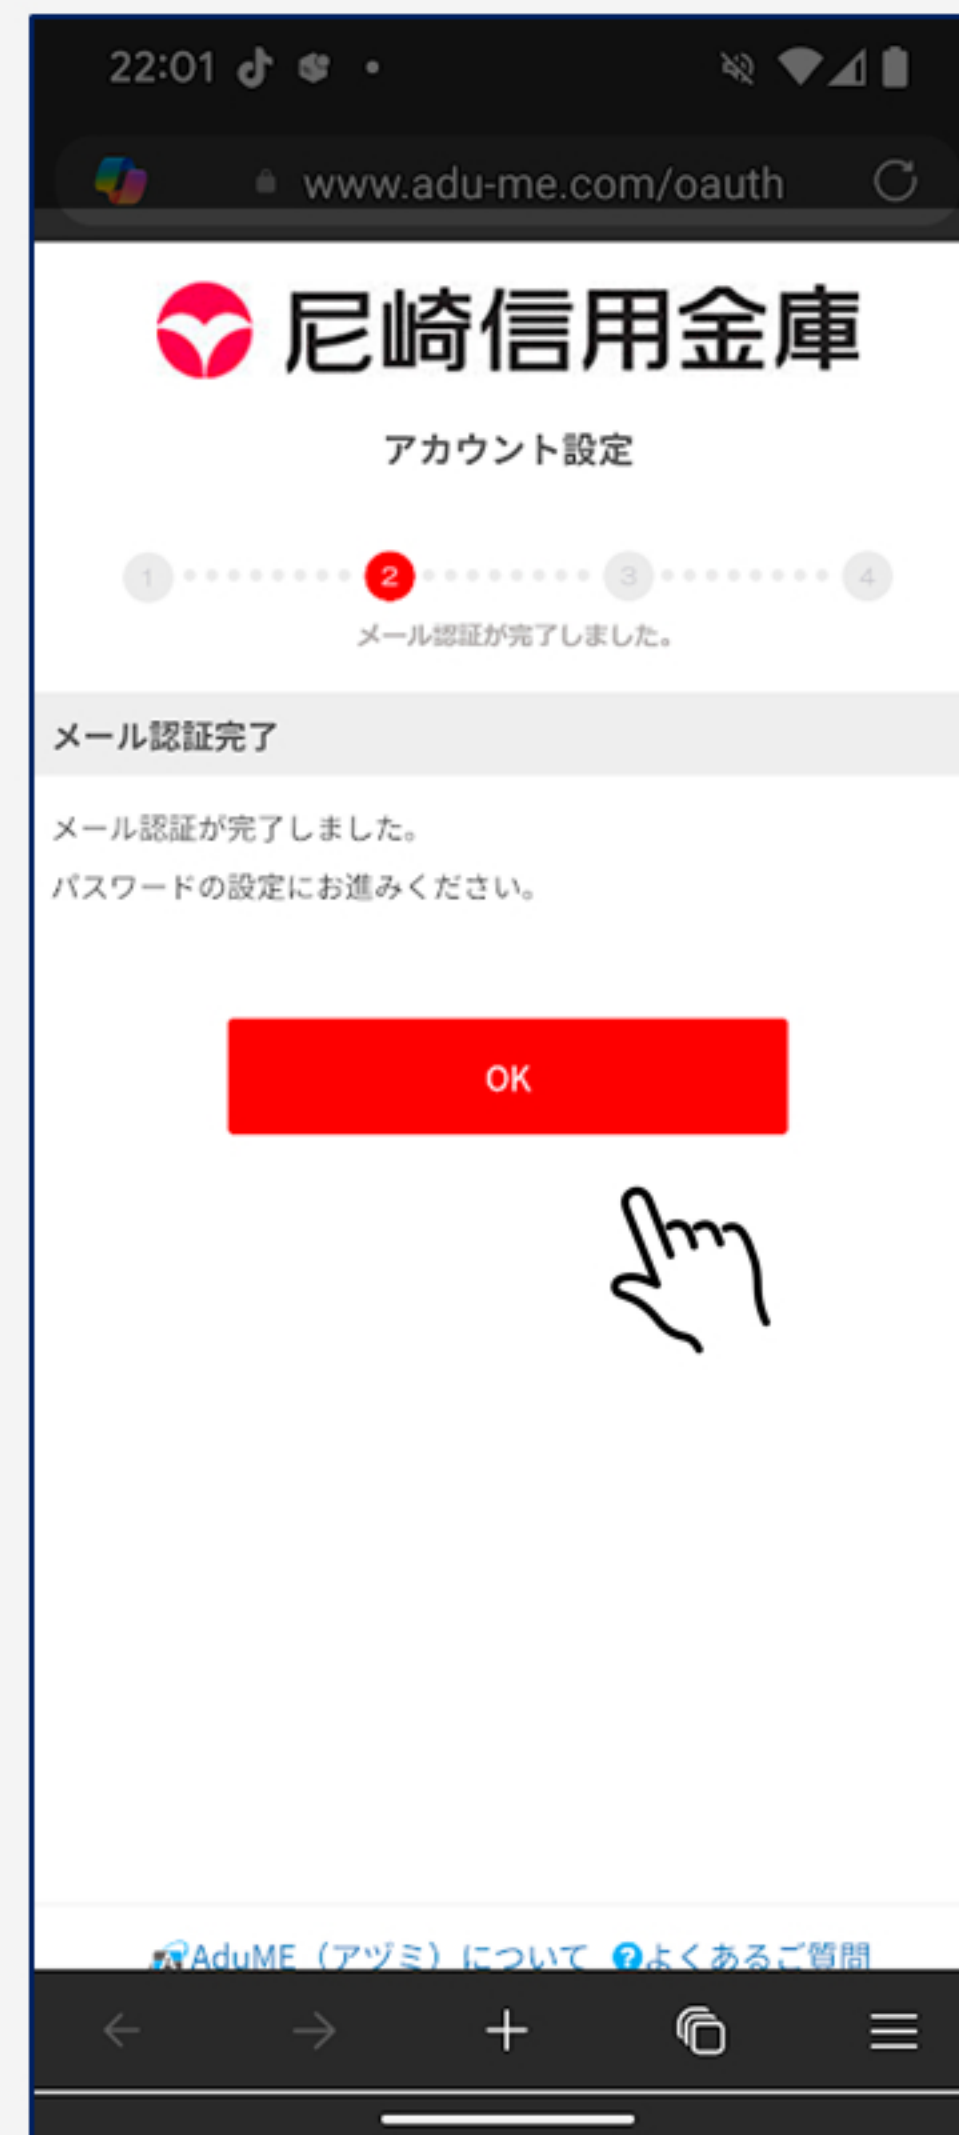 22:01
www.adu-me.com/oauth
尼崎信用金庫
アカウント設定
1 2 3 4
メール認証が完了しました。
メール認証完了
メール認証が完了しました。
パスワードの設定にお進みください。
OK
AduME（アヅミ）について ?よくあるご質問